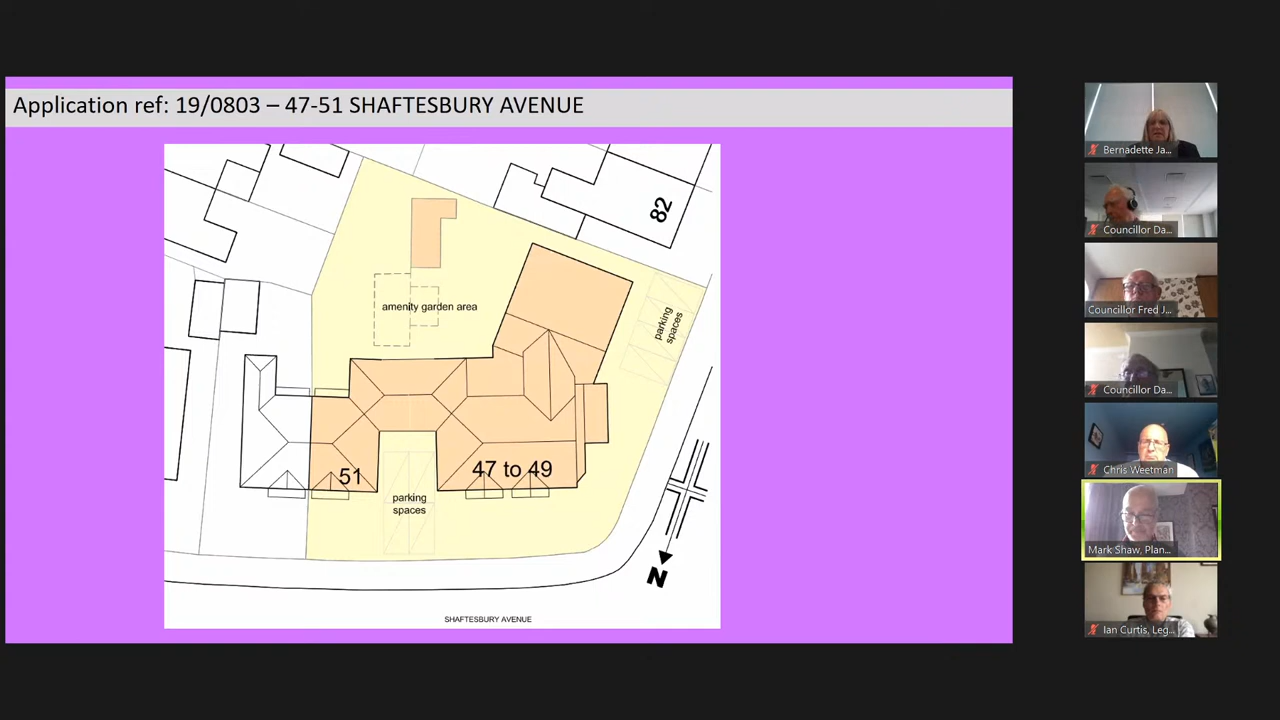 Application ref: 19/0803 – 47-51 SHAFTESBURY AVENUE
82
amenity garden area
parking
spaces
51
47 to 49
parking
spaces
N
SHAFTESBURY AVENUE
Bernadette Ja...
Councillor Da...
Councillor Fred J...
Councillor Da...
Chris Weetman
Mark Shaw, Plan...
Ian Curtis, Leg...